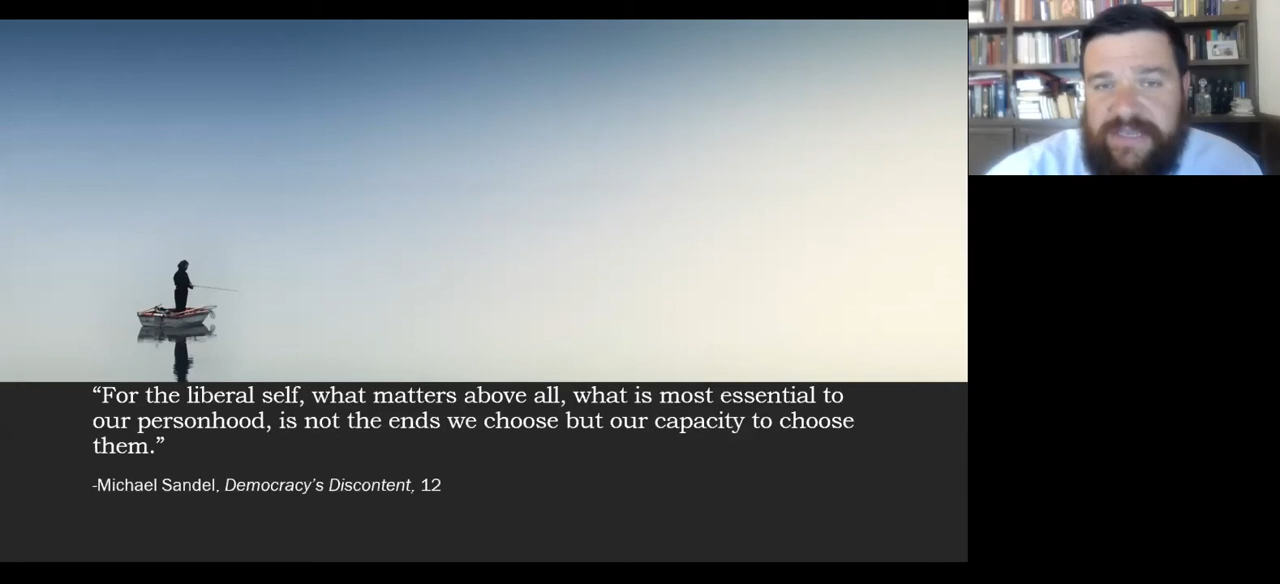 “For the liberal self, what matters above all, what is most essential to
our personhood, is not the ends we choose but our capacity to choose
them.”
-Michael Sandel, Democracy’s Discontent, 12